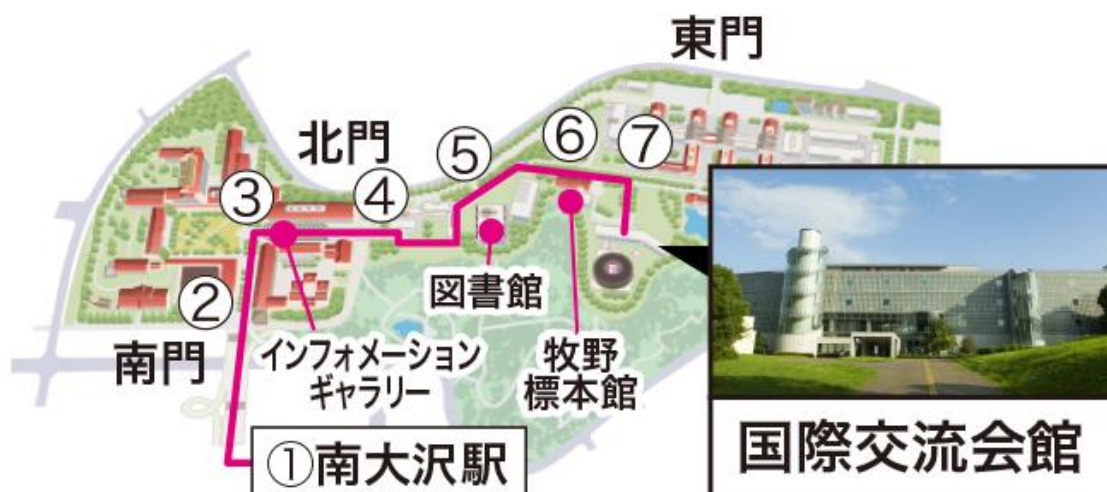 東門
北門
⑥
⑤
⑦
③
④
②
図書館
南門
インフォメーション
ギャラリー
牧野
標本館
①南大沢駅
国際交流会館